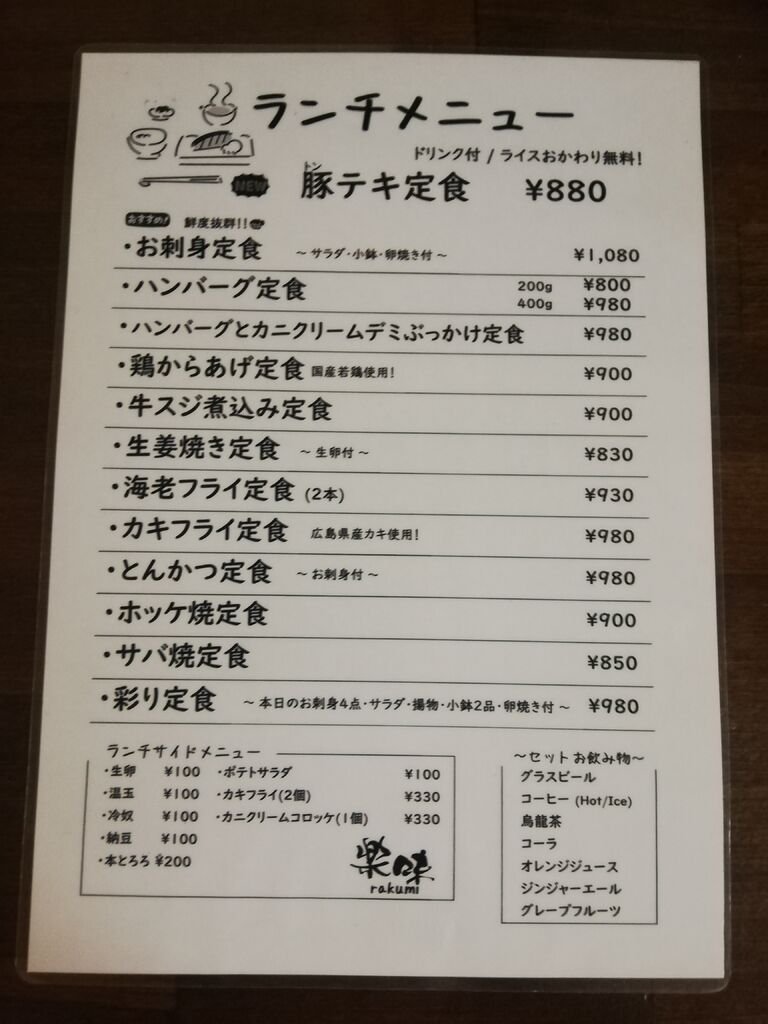 ランチメニュー
ドリンク付 / ライスおかわり無料!
NEW 豚テキ定食 ¥880
トン
おすすめ! 鮮度抜群!!
・お刺身定食 ～サラダ・小鉢・卵焼き付～ ¥1,080
・ハンバーグ定食 200g ¥800
400g ¥980
・ハンバーグとカニクリームデミぶっかけ定食 ¥980
・鶏からあげ定食 国産若鶏使用! ¥900
・牛スジ煮込み定食 ¥900
・生姜焼き定食 ～生卵付～ ¥830
・海老フライ定食 (2本) ¥930
・カキフライ定食 広島県産カキ使用! ¥980
・とんかつ定食 ～お刺身付～ ¥980
・ホッケ焼定食 ¥900
・サバ焼定食 ¥850
・彩り定食 ～本日のお刺身4点・サラダ・揚物・小鉢2品・卵焼き付～ ¥980
ランチサイドメニュー
・生卵 ¥100 ・ポテトサラダ ¥100
・温玉 ¥100 ・カキフライ(2個) ¥330
・冷奴 ¥100 ・カニクリームコロッケ(1個) ¥330
・納豆 ¥100
・本とろろ ¥200
楽味
rakumi
～セットお飲み物～
グラスビール
コーヒー (Hot/Ice)
烏龍茶
コーラ
オレンジジュース
ジンジャーエール
グレープフルーツ